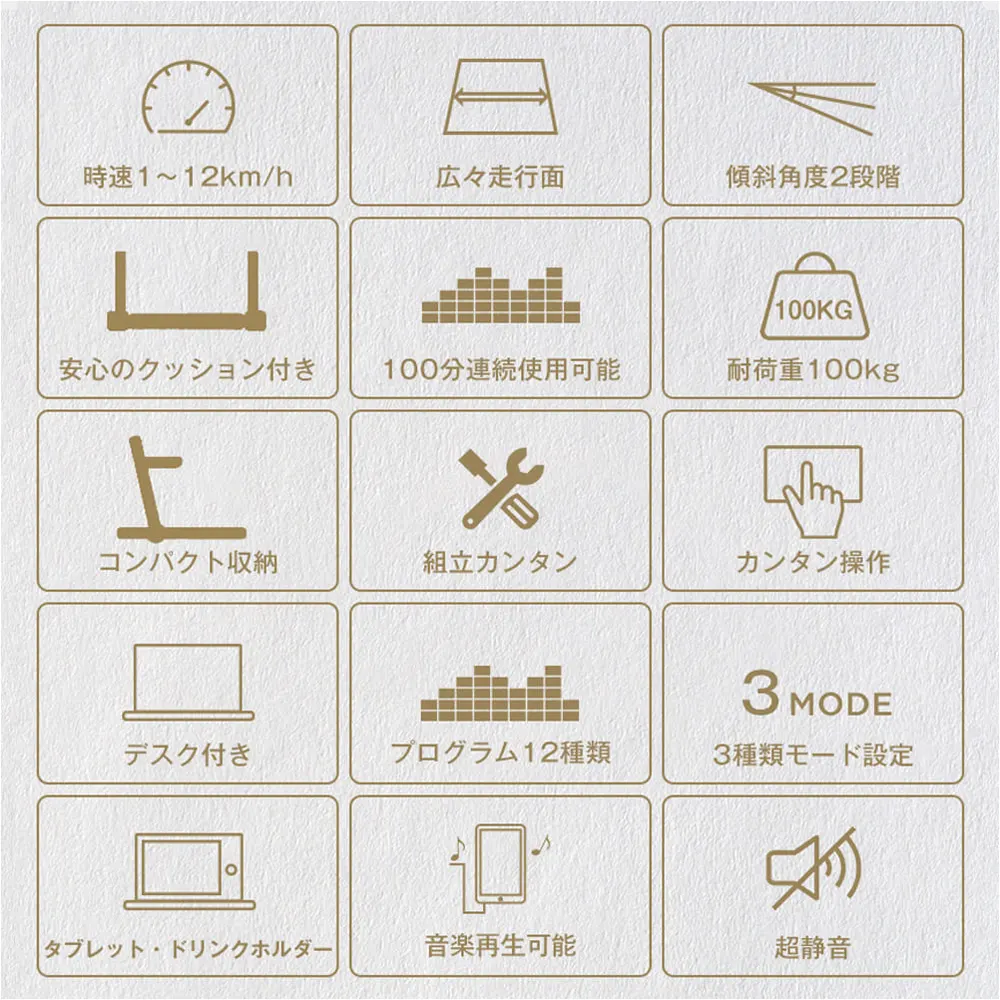 時速1〜12km/h
広々走行面
傾斜角度2段階
安心のクッション付き
100分連続使用可能
100KG
耐荷重100kg
コンパクト収納
組立カンタン
カンタン操作
デスク付き
プログラム12種類
3 MODE
3種類モード設定
タブレット・ドリンクホルダー
音楽再生可能
超静音